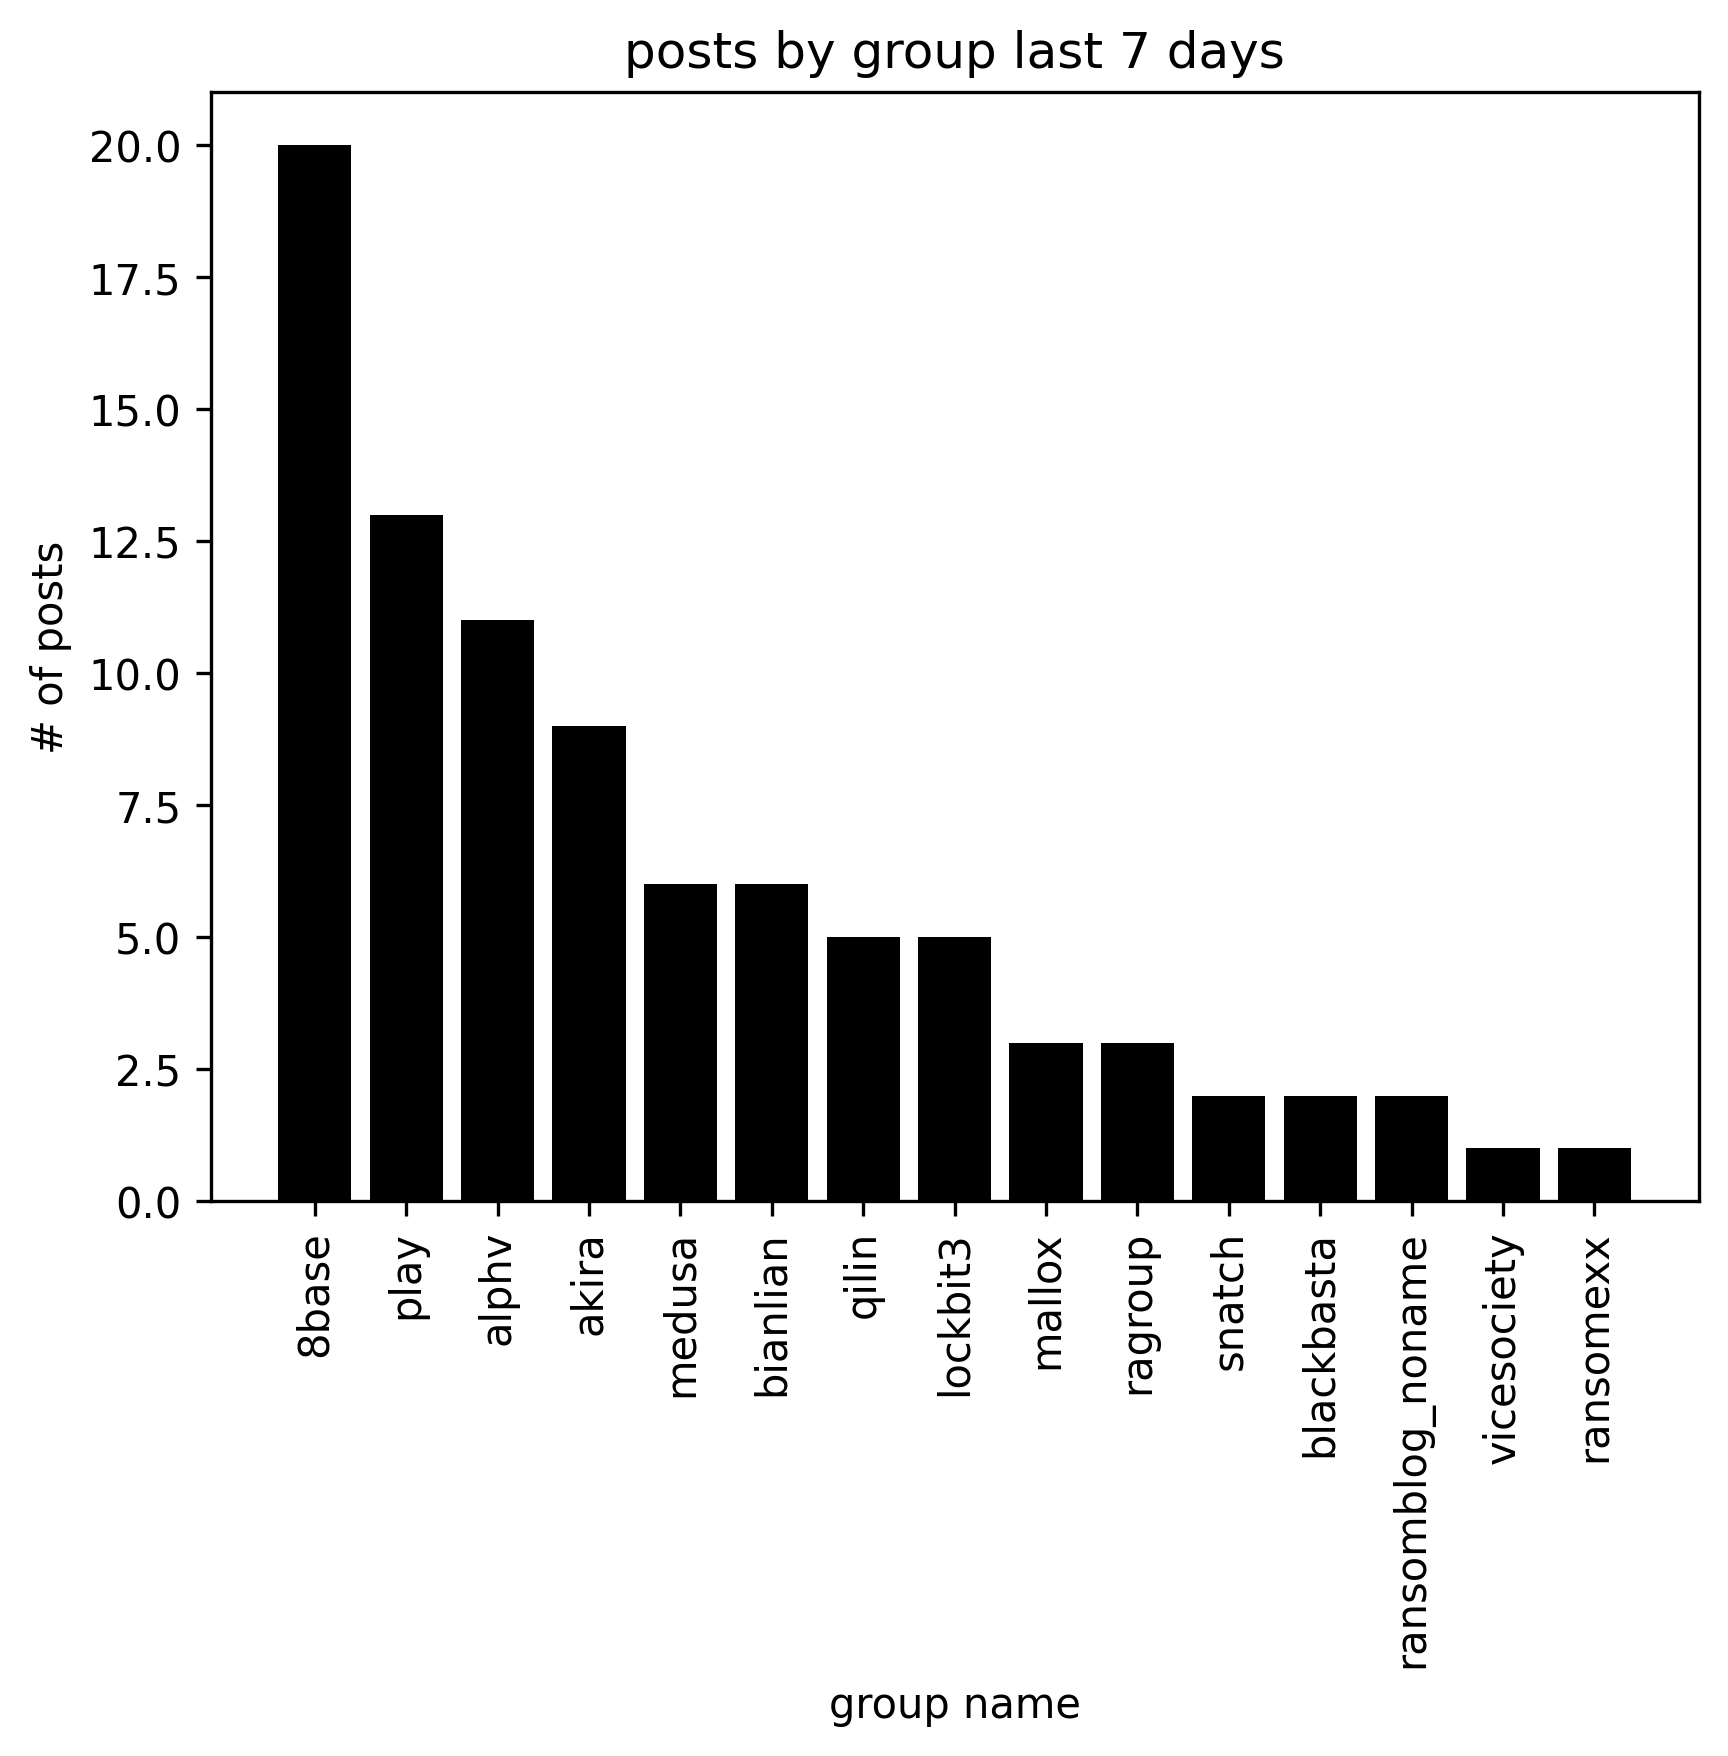 posts by group last 7 days
20.0
17.5
15.0
12.5
10.0
7.5
5.0
2.5
0.0
# of posts
8base
play
alphv
akira
medusa
bianlian
qilin
lockbit3
mallox
ragroup
snatch
blackbasta
ransomblog_noname
vicesociety
ransomexx
group name